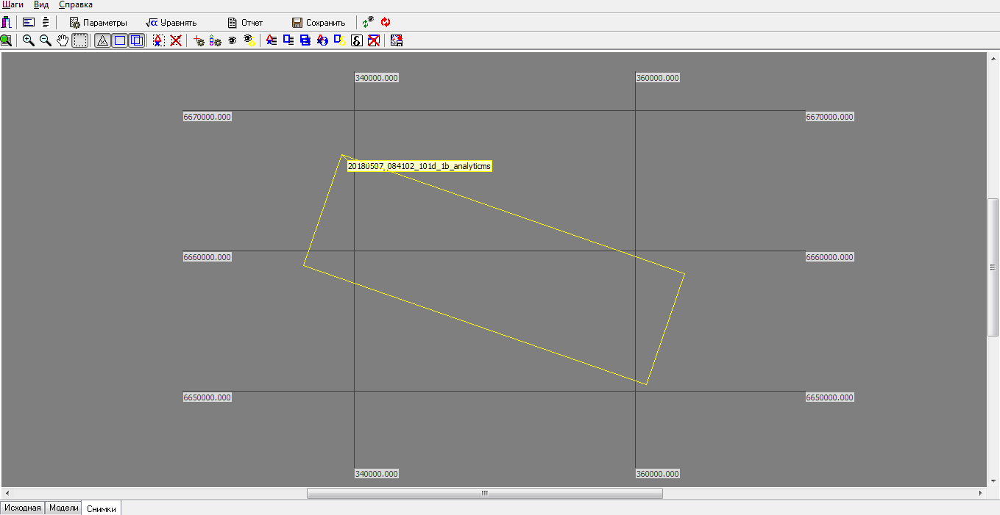 Шаги Вид Справка
Параметры √α Уравнять Отчет Сохранить
δ
340000.000 360000.000
6670000.000 6670000.000
20180507_084102_101d_1b_analyticms
6660000.000 6660000.000
6650000.000 6650000.000
340000.000 360000.000
Исходная Модели Снимки